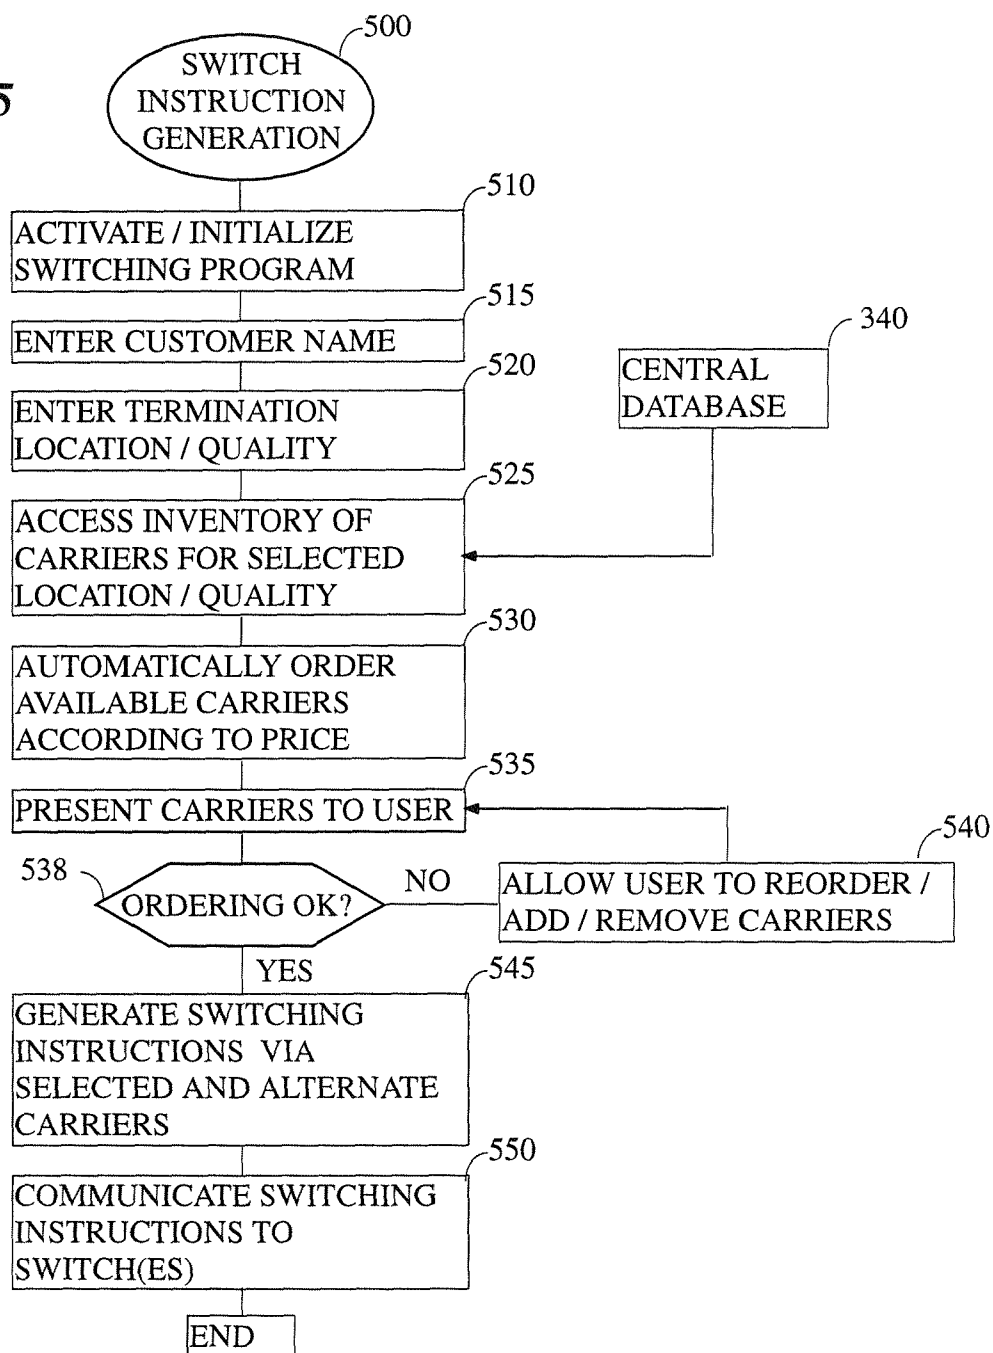 5
500
SWITCH
INSTRUCTION
GENERATION
510
ACTIVATE / INITIALIZE
SWITCHING PROGRAM
515
ENTER CUSTOMER NAME
340
CENTRAL
DATABASE
520
ENTER TERMINATION
LOCATION / QUALITY
525
ACCESS INVENTORY OF
CARRIERS FOR SELECTED
LOCATION / QUALITY
530
AUTOMATICALLY ORDER
AVAILABLE CARRIERS
ACCORDING TO PRICE
535
PRESENT CARRIERS TO USER
538
ORDERING OK?
NO
540
ALLOW USER TO REORDER /
ADD / REMOVE CARRIERS
YES
545
GENERATE SWITCHING
INSTRUCTIONS VIA
SELECTED AND ALTERNATE
CARRIERS
550
COMMUNICATE SWITCHING
INSTRUCTIONS TO
SWITCH(ES)
END